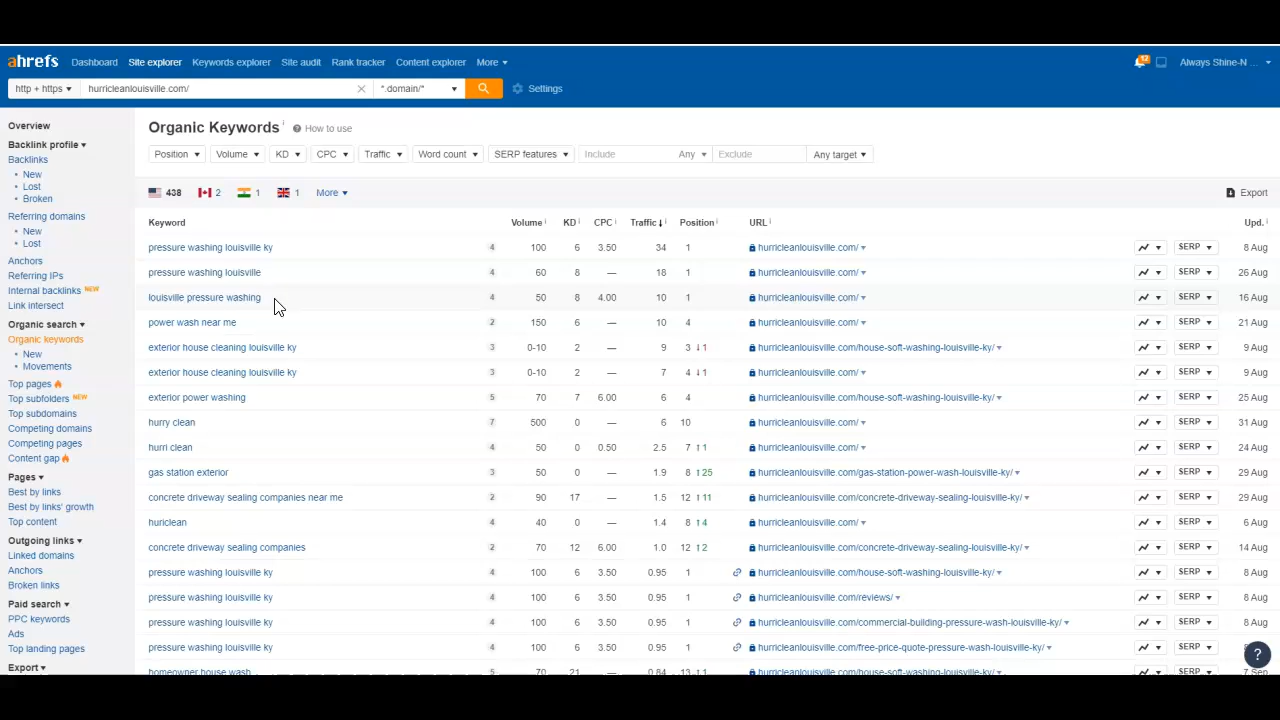 ahrefs Dashboard Site explorer Keywords explorer Site audit Rank tracker Content explorer More 12 Always Shine-N ...
http + https hurricleanlouisville.com/ *.domain/* Settings
Overview
Backlink profile
Backlinks
New
Lost
Broken
Referring domains
New
Lost
Anchors
Referring IPs
Internal backlinks NEW
Link intersect
Organic search
Organic keywords
New
Movements
Top pages
Top subfolders NEW
Top subdomains
Competing domains
Competing pages
Content gap
Pages
Best by links
Best by links' growth
Top content
Outgoing links
Linked domains
Anchors
Broken links
Paid search
PPC keywords
Ads
Top landing pages
Export
Organic Keywords i ? How to use
Position Volume KD CPC Traffic Word count SERP features Include Any Exclude Any target
438 2 1 1 More Export
Keyword Volume i KD i CPC i Traffic i Position i URL i Upd. i
pressure washing louisville ky 4 100 6 3.50 34 1 hurricleanlouisville.com/ SERP 8 Aug
pressure washing louisville 4 60 8 — 18 1 hurricleanlouisville.com/ SERP 26 Aug
louisville pressure washing 4 50 8 4.00 10 1 hurricleanlouisville.com/ SERP 16 Aug
power wash near me 2 150 6 — 10 4 hurricleanlouisville.com/ SERP 21 Aug
exterior house cleaning louisville ky 3 0-10 2 — 9 3 ↓1 hurricleanlouisville.com/house-soft-washing-louisville-ky/ SERP 9 Aug
exterior house cleaning louisville ky 3 0-10 2 — 7 4 ↓1 hurricleanlouisville.com/ SERP 9 Aug
exterior power washing 5 70 7 6.00 6 4 hurricleanlouisville.com/house-soft-washing-louisville-ky/ SERP 25 Aug
hurry clean 7 500 0 — 6 10 hurricleanlouisville.com/ SERP 31 Aug
hurri clean 4 50 0 0.50 2.5 7 ↑1 hurricleanlouisville.com/ SERP 24 Aug
gas station exterior 3 50 0 — 1.9 8 ↑25 hurricleanlouisville.com/gas-station-power-wash-louisville-ky/ SERP 29 Aug
concrete driveway sealing companies near me 2 90 17 — 1.5 12 ↑11 hurricleanlouisville.com/concrete-driveway-sealing-louisville-ky/ SERP 29 Aug
huriclean 4 40 0 — 1.4 8 ↑4 hurricleanlouisville.com/ SERP 6 Aug
concrete driveway sealing companies 2 70 12 6.00 1.0 12 ↑2 hurricleanlouisville.com/concrete-driveway-sealing-louisville-ky/ SERP 14 Aug
pressure washing louisville ky 4 100 6 3.50 0.95 1 hurricleanlouisville.com/house-soft-washing-louisville-ky/ SERP 8 Aug
pressure washing louisville ky 4 100 6 3.50 0.95 1 hurricleanlouisville.com/reviews/ SERP 8 Aug
pressure washing louisville ky 4 100 6 3.50 0.95 1 hurricleanlouisville.com/commercial-building-pressure-wash-louisville-ky/ SERP 8 Aug
pressure washing louisville ky 4 100 6 3.50 0.95 1 hurricleanlouisville.com/free-price-quote-pressure-wash-louisville-ky/ SERP
homeowner house wash 5 70 21 — 0.84 13 ↓1 hurricleanlouisville.com/house-soft-washing-louisville-ky/ SERP 7 Sep
?